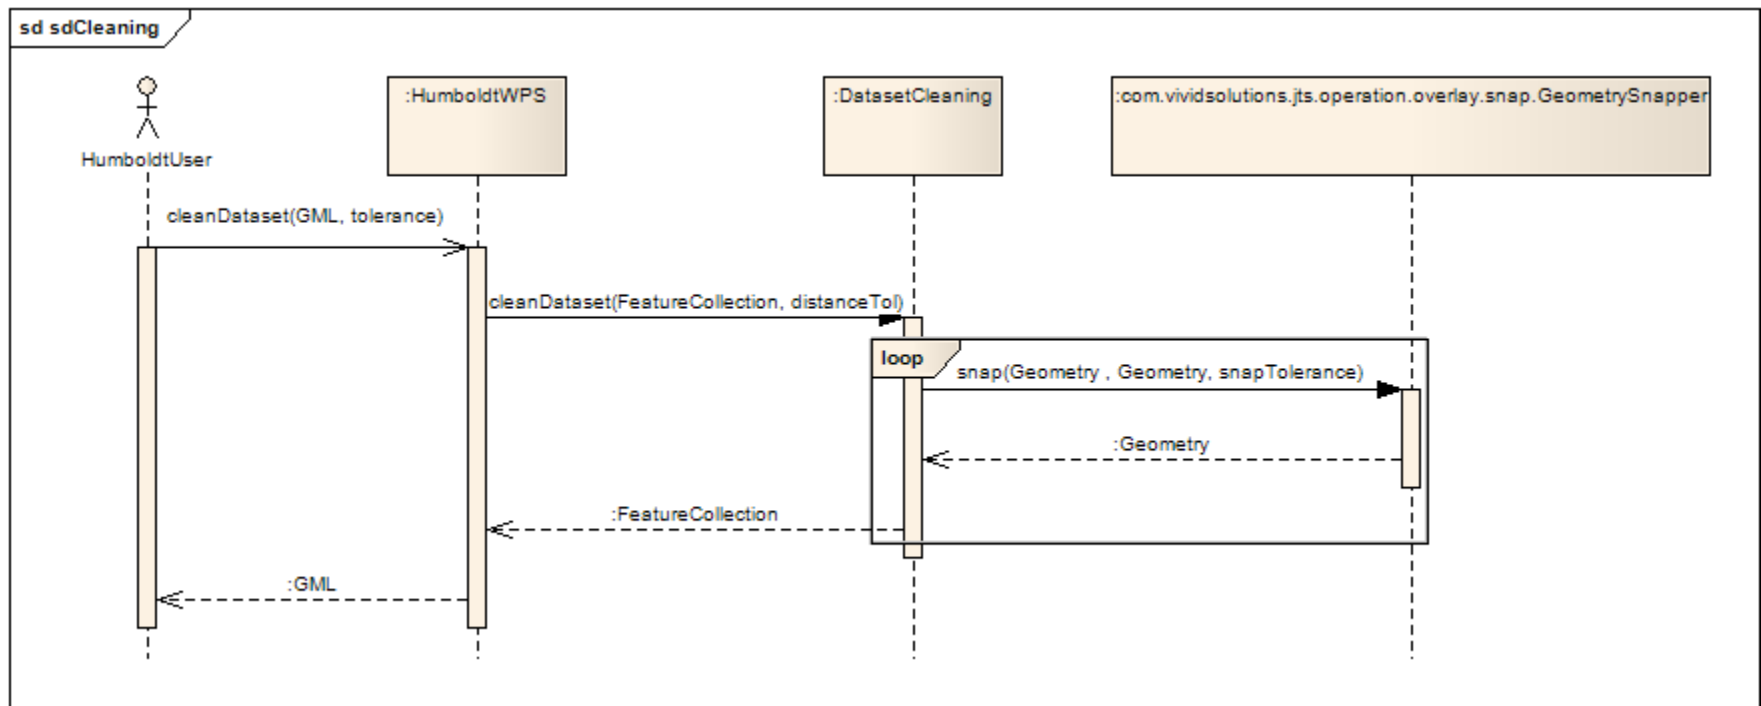 sd sdCleaning
:HumboldtWPS
:DatasetCleaning
:com.vividsolutions.jts.operation.overlay.snap.GeometrySnapper
HumboldtUser
cleanDataset(GML, tolerance)
cleanDataset(FeatureCollection, distanceTol)
loop
snap(Geometry , Geometry, snapTolerance)
:Geometry
:FeatureCollection
:GML